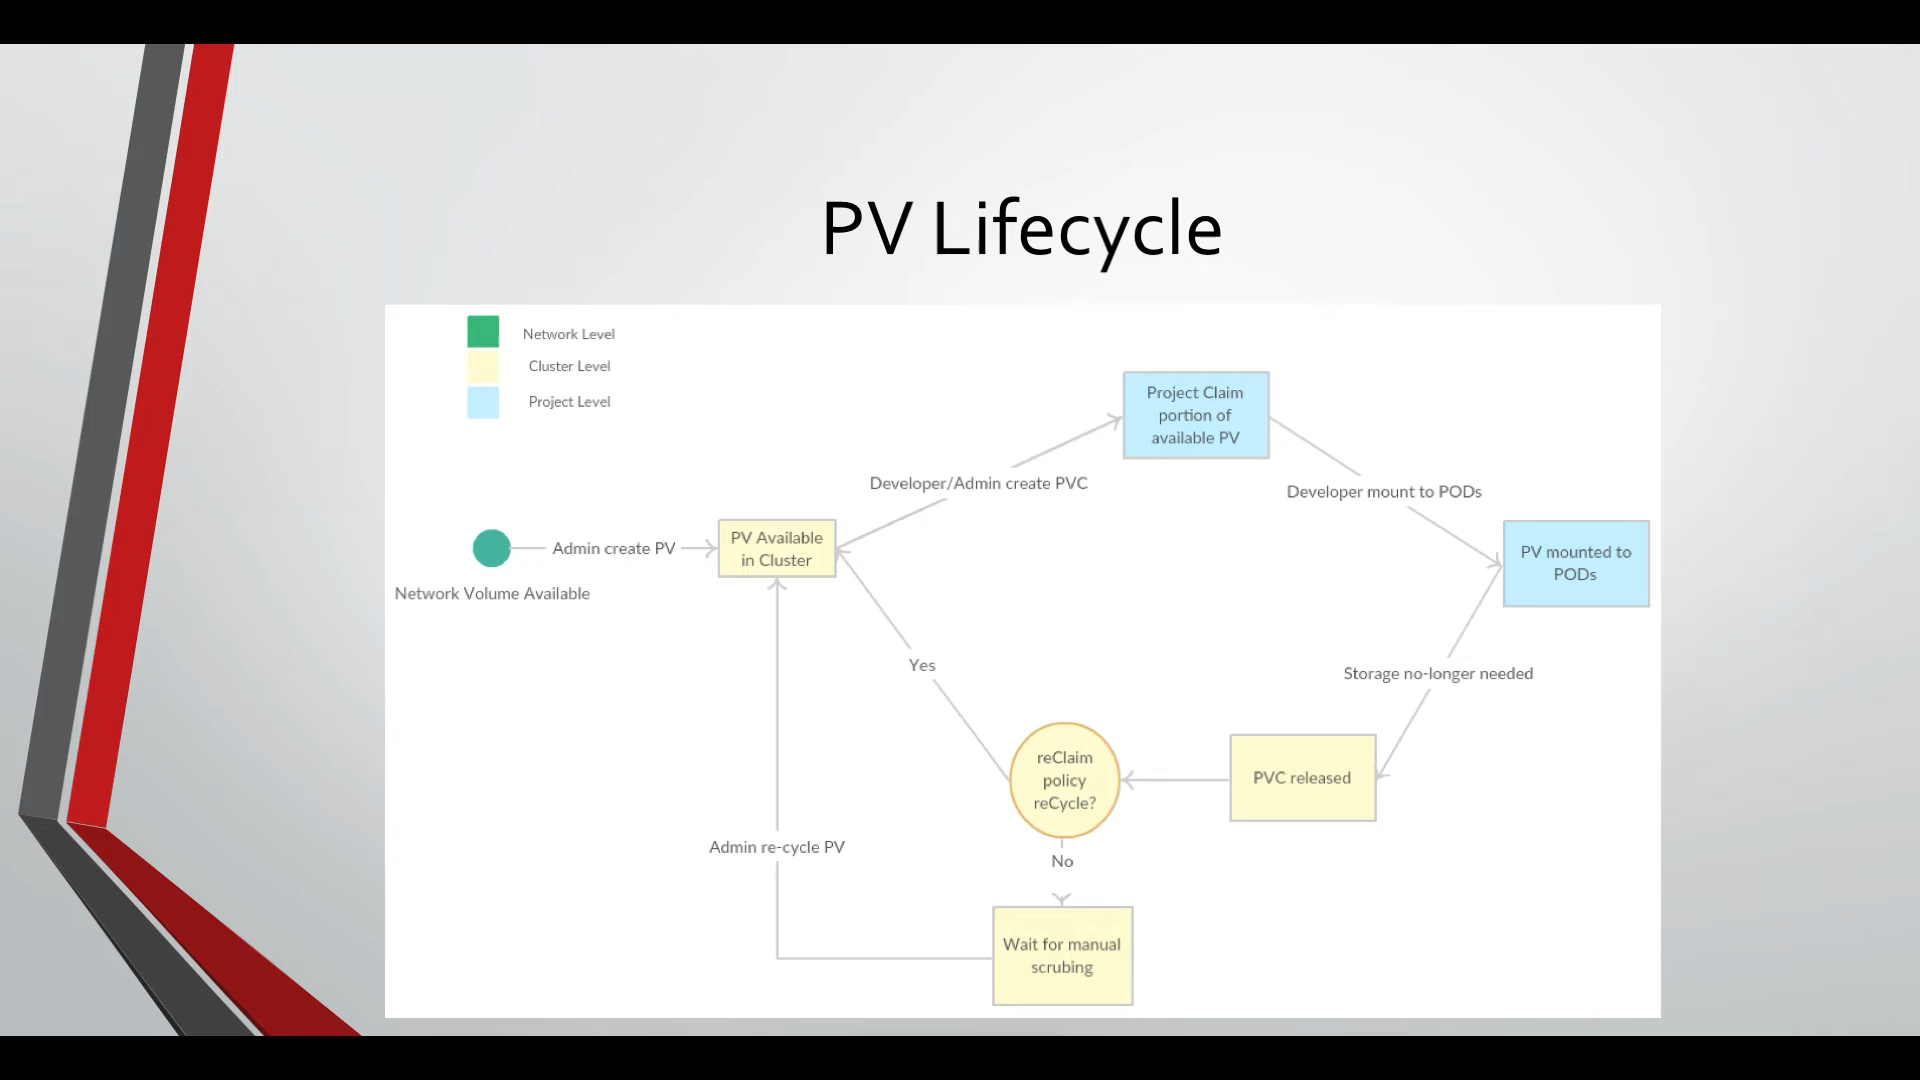 PV Lifecycle
Network Level
Cluster Level
Project Level
Project Claim
portion of
available PV
Developer/Admin create PVC
Developer mount to PODs
PV Available
in Cluster
Admin create PV
Network Volume Available
PV mounted to
PODs
Yes
Storage no-longer needed
reClaim
policy
reCycle?
PVC released
Admin re-cycle PV
No
Wait for manual
scrubing